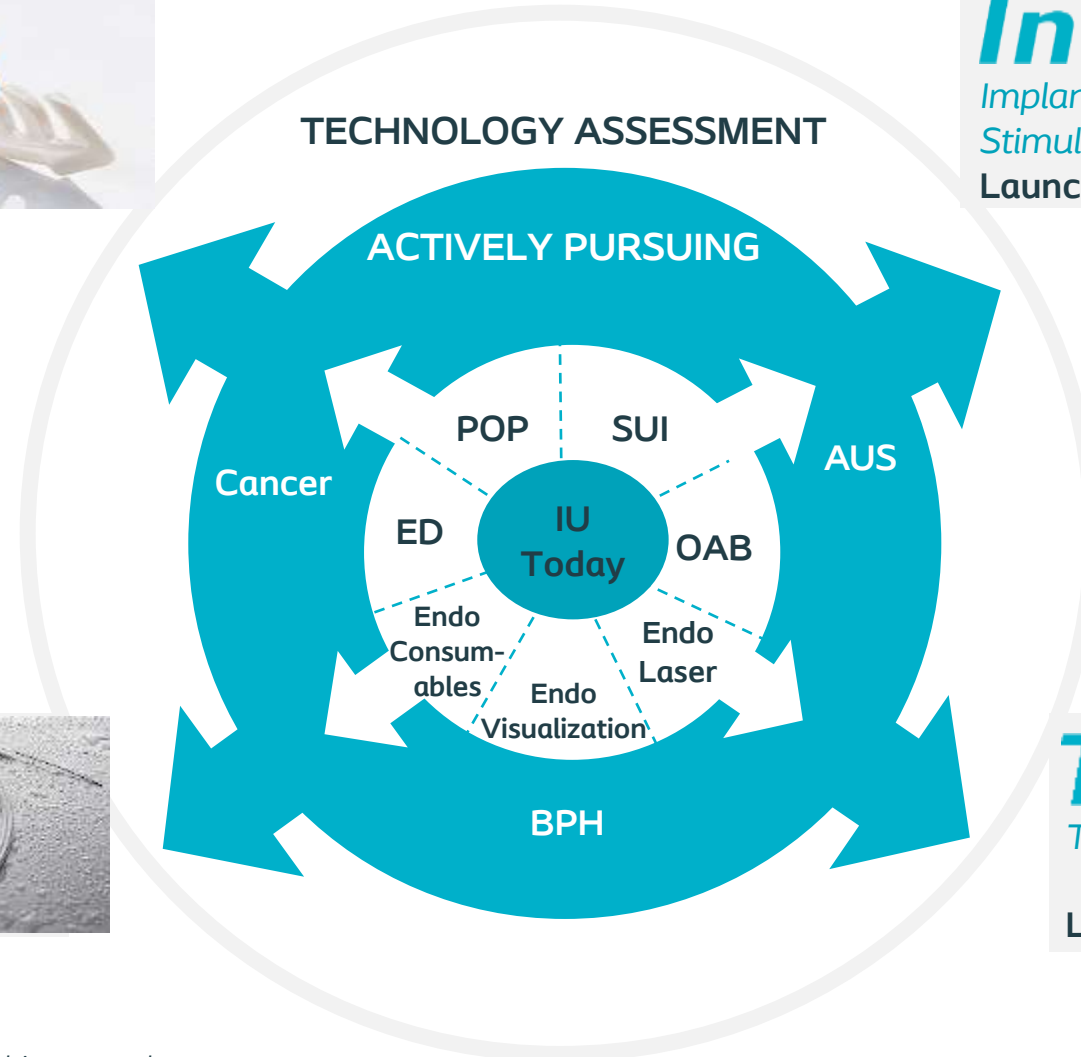 In
Implan
Stimul
Launc
TECHNOLOGY ASSESSMENT
ACTIVELY PURSUING
POP
SUI
AUS
Cancer
IU
Today
ED
OAB
Endo
Consum-
ables
Endo
Laser
Endo
Visualization
BPH
T
L